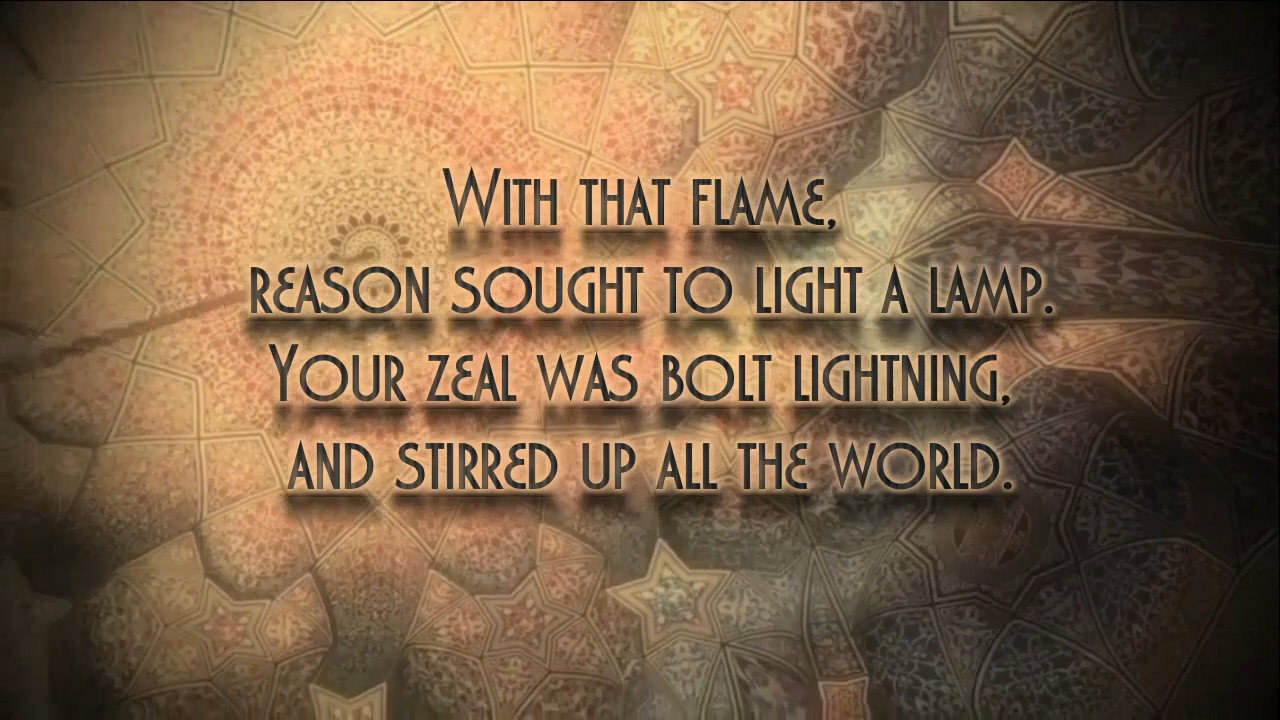 With that flame,
reason sought to light a lamp.
Your zeal was bolt lightning,
and stirred up all the world.